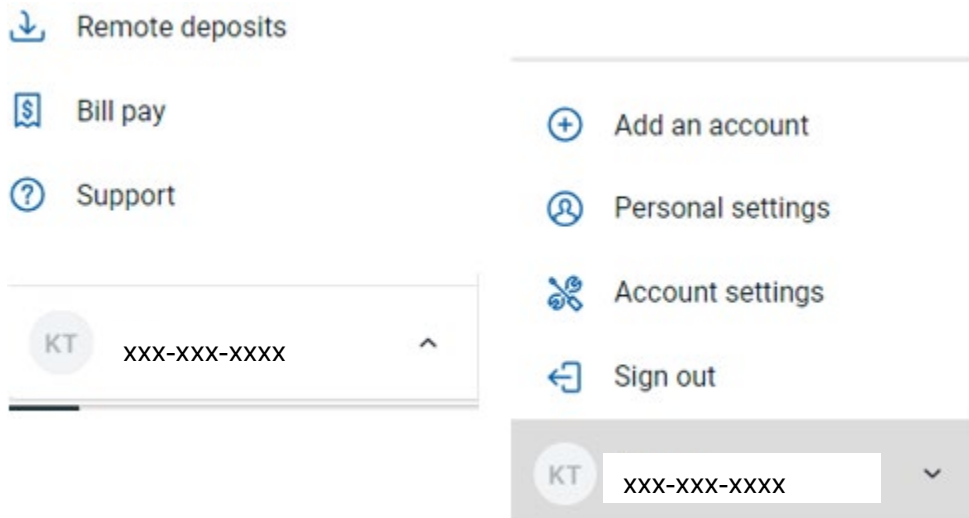 Remote deposits
Bill pay
Support
KT xxx-xxx-xxxx
Add an account
Personal settings
Account settings
Sign out
KT xxx-xxx-xxxx